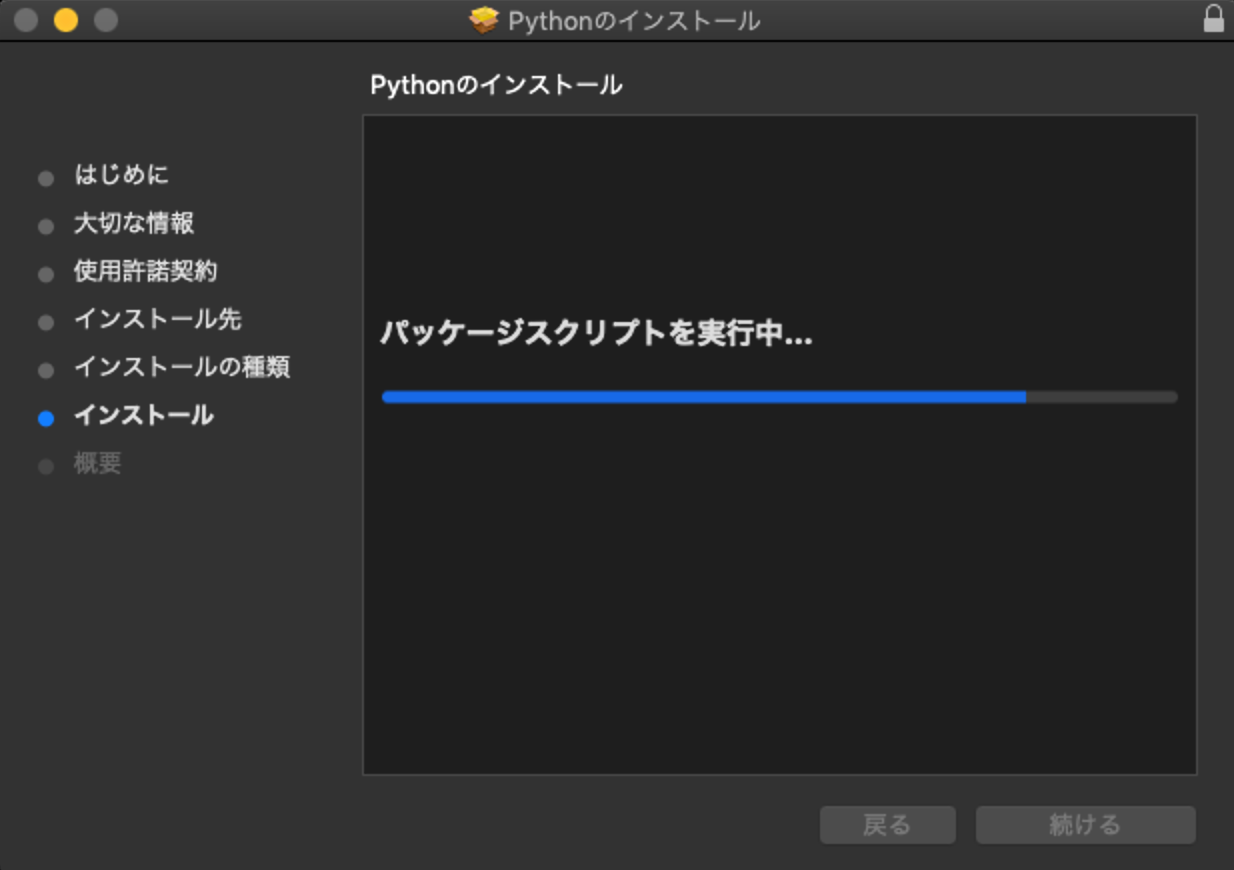 Pythonのインストール
Pythonのインストール
はじめに
大切な情報
使用許諾契約
インストール先
インストールの種類
インストール
概要
パッケージスクリプトを実行中...
戻る
続ける